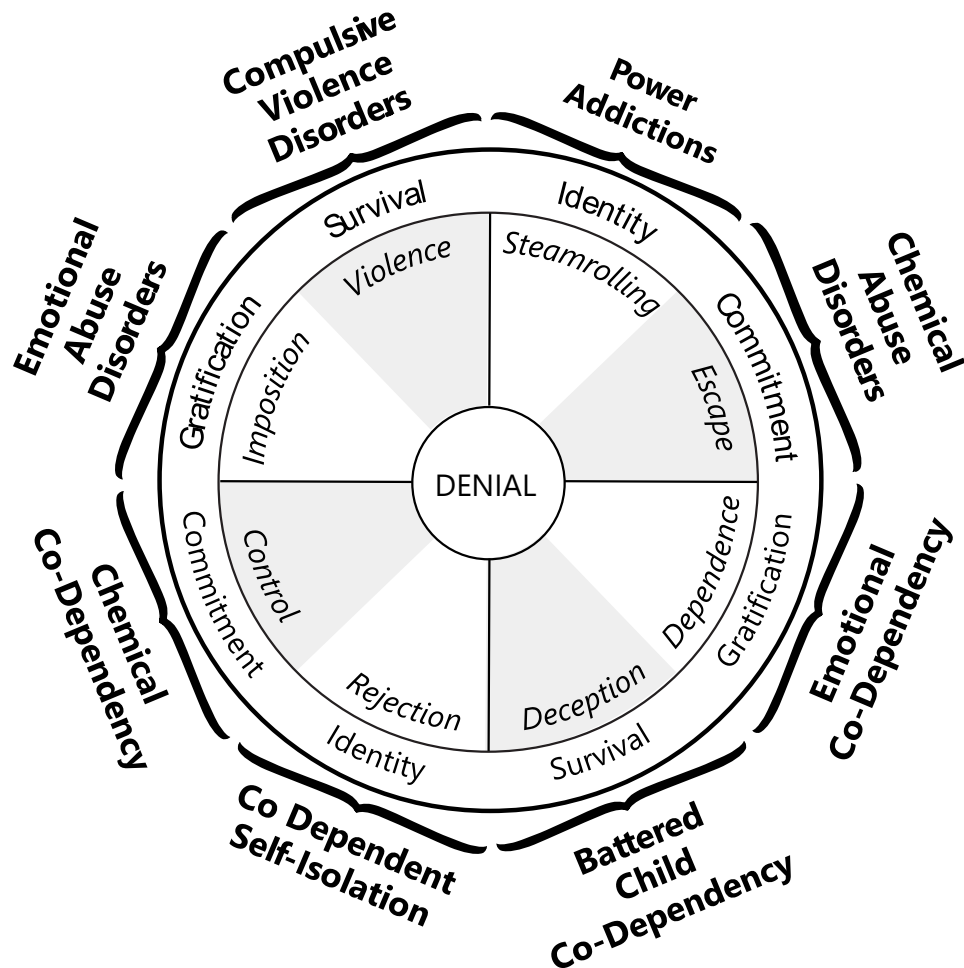 Compulsive
Violence
Disorders
Power
Addictions
Chemical
Abuse
Disorders
Emotional
Co-Dependency
Battered
Child
Co-Dependency
Co Dependent
Self-Isolation
Chemical
Co-Dependency
Emotional
Abuse
Disorders
Survival
Identity
Commitment
Gratification
Survival
Identity
Commitment
Gratification
Violence
Steamrolling
Escape
Dependence
Deception
Rejection
Control
Imposition
DENIAL